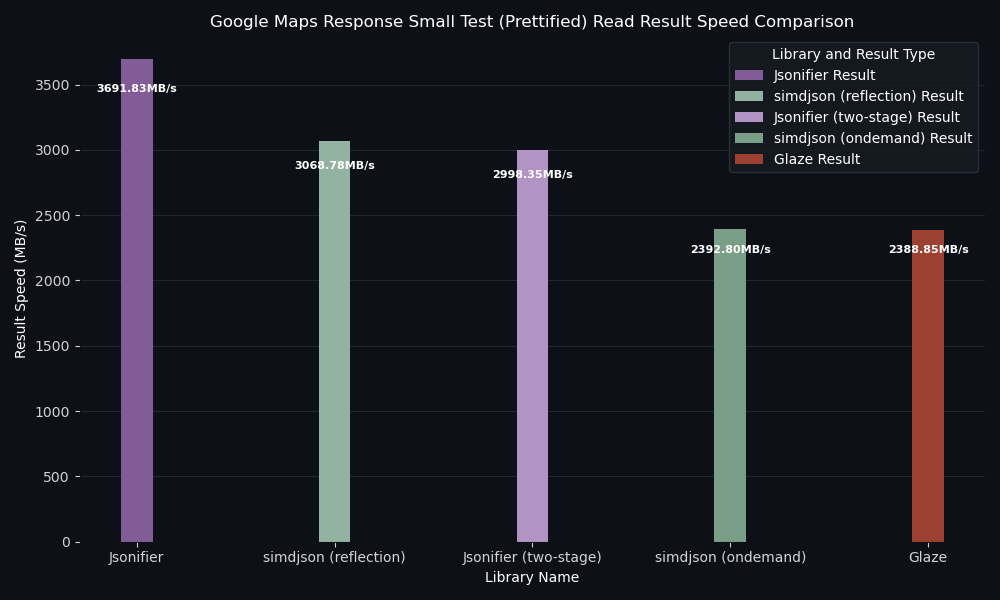 Google Maps Response Small Test (Prettified) Read Result Speed Comparison
Library and Result Type
Jsonifier Result
simdjson (reflection) Result
Jsonifier (two-stage) Result
simdjson (ondemand) Result
Glaze Result
Result Speed (MB/s)
3500
3000
2500
2000
1500
1000
500
0
3691.83MB/s
3068.78MB/s
2998.35MB/s
2392.80MB/s
2388.85MB/s
Jsonifier
simdjson (reflection)
Jsonifier (two-stage)
simdjson (ondemand)
Glaze
Library Name